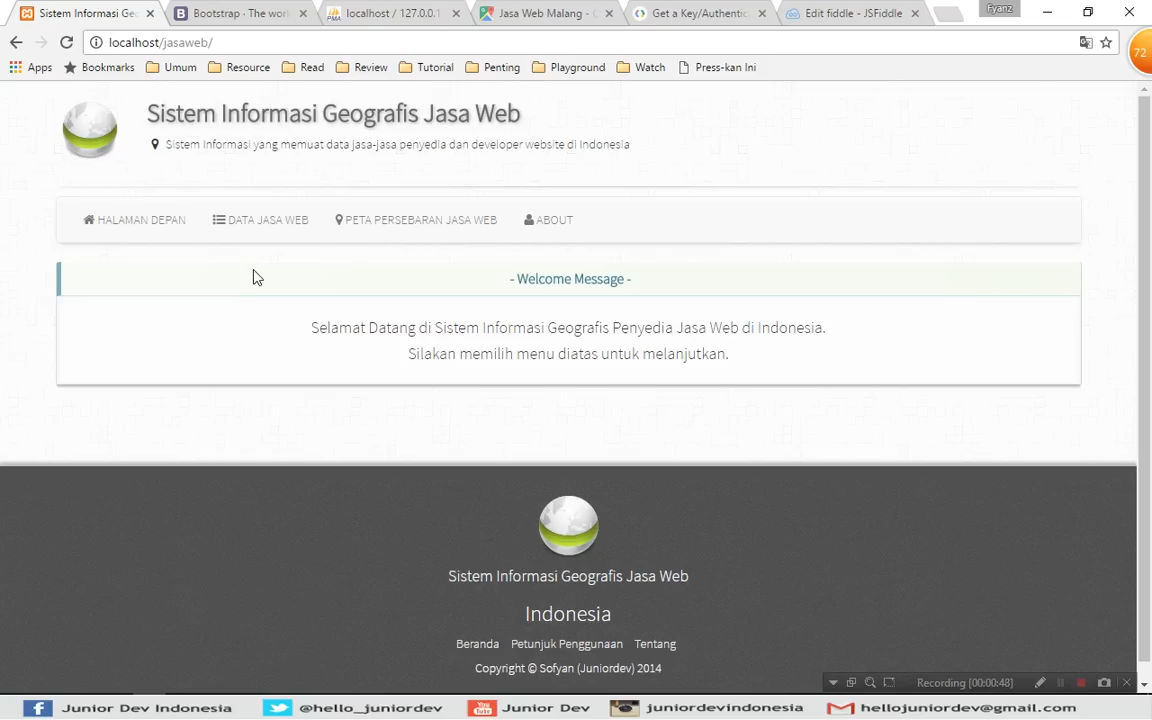 Sistem Informasi Geo
Bootstrap · The worl
localhost / 127.0.0.1
Jasa Web Malang - G
Get a Key/Authentic
Edit fiddle - JSFiddle
Fyanz
localhost/jasaweb/
72
Apps
Bookmarks
Umum
Resource
Read
Review
Tutorial
Penting
Playground
Watch
Press-kan Ini
Sistem Informasi Geografis Jasa Web
Sistem Informasi yang memuat data jasa-jasa penyedia dan developer website di Indonesia
HALAMAN DEPAN
DATA JASA WEB
PETA PERSEBARAN JASA WEB
ABOUT
- Welcome Message -
Selamat Datang di Sistem Informasi Geografis Penyedia Jasa Web di Indonesia.
Silakan memilih menu diatas untuk melanjutkan.
Sistem Informasi Geografis Jasa Web
Indonesia
Beranda Petunjuk Penggunaan Tentang
Copyright © Sofyan (Juniordev) 2014
Recording [00:00:48]
Junior Dev Indonesia
@hello_juniordev
Junior Dev
juniordevindonesia
hellojuniordev@gmail.com